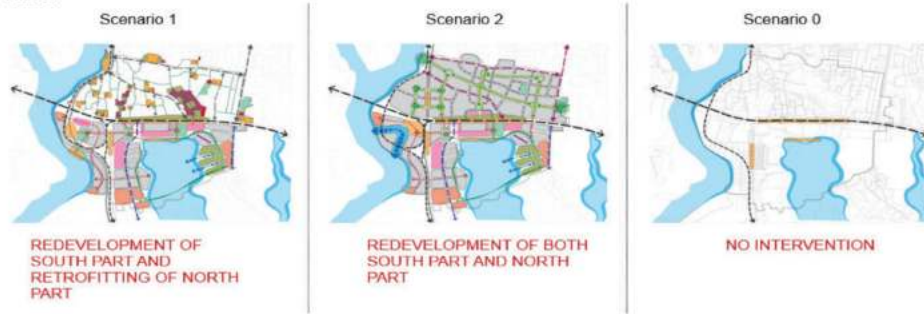 Scenario 1
Scenario 2
Scenario 0
REDEVELOPMENT OF
SOUTH PART AND
RETROFITTING OF NORTH
PART
REDEVELOPMENT OF BOTH
SOUTH PART AND NORTH
PART
NO INTERVENTION